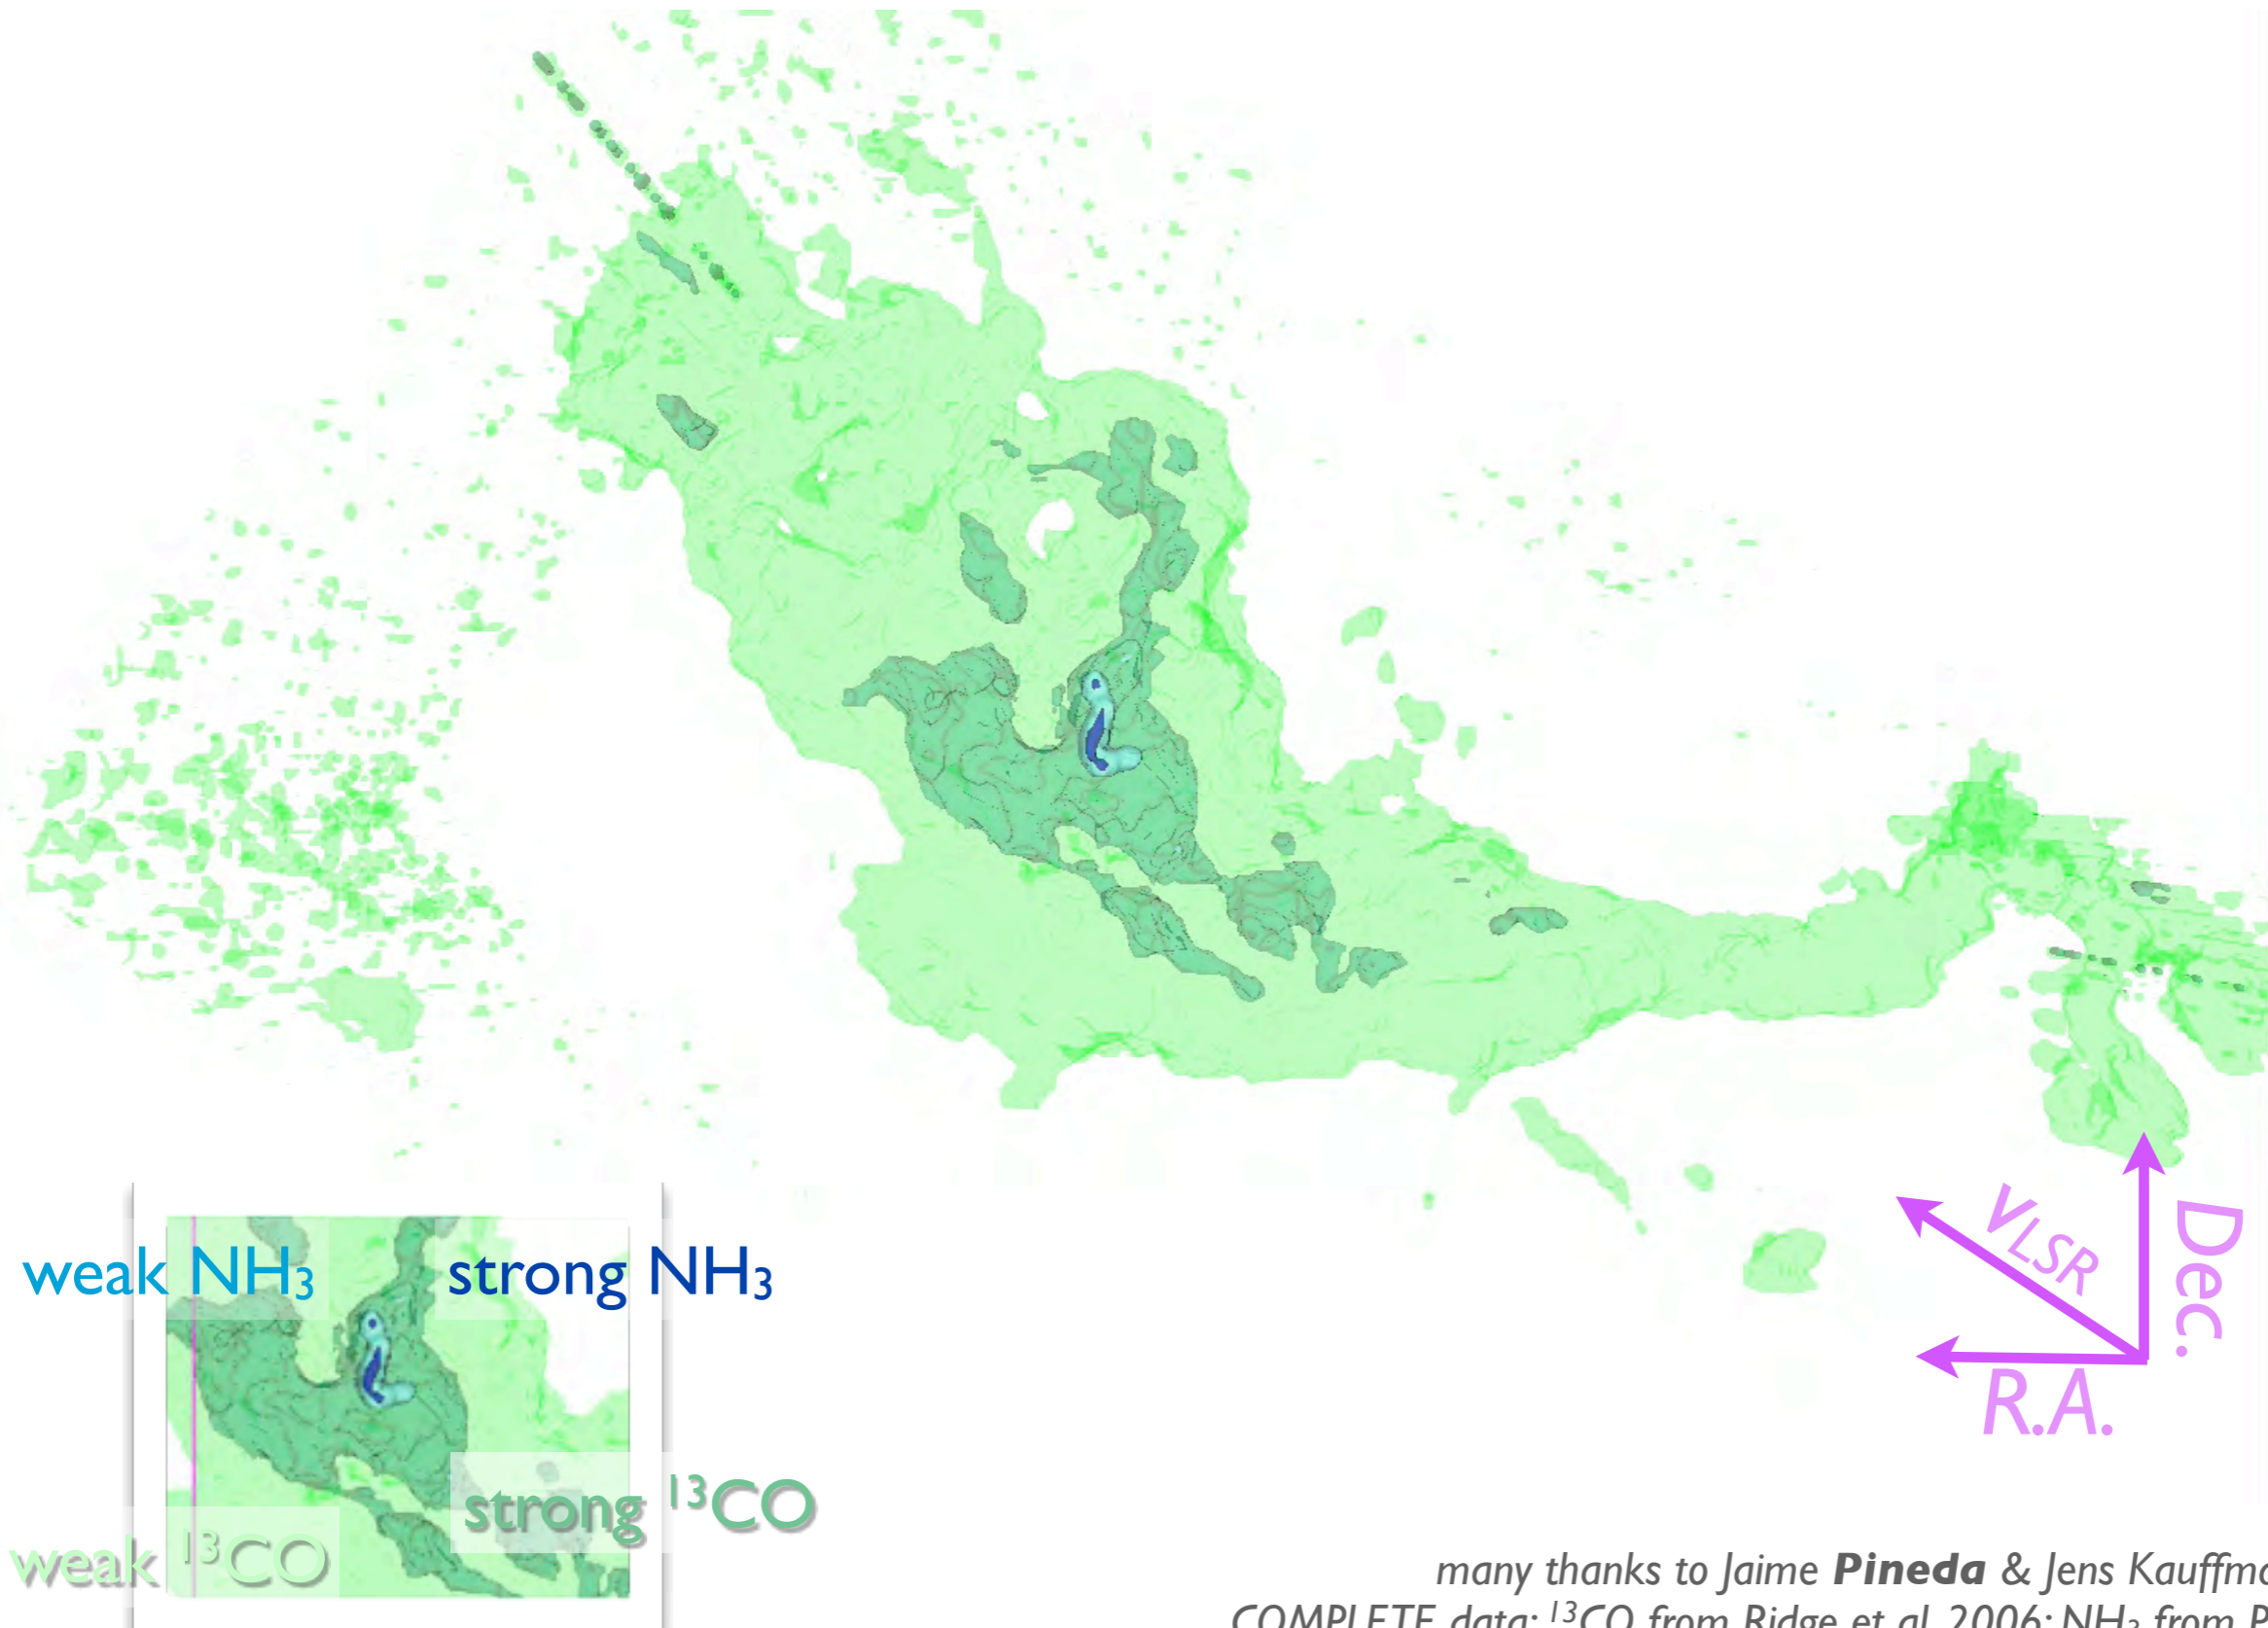 weak NH₃ strong NH₃
strong ¹³CO
weak ¹³CO
VLSR
Dec.
R.A.
many thanks to Jaime Pineda & Jens
COMPLETE data: ¹³CO from Ridge et al. 2006; NH₃ from